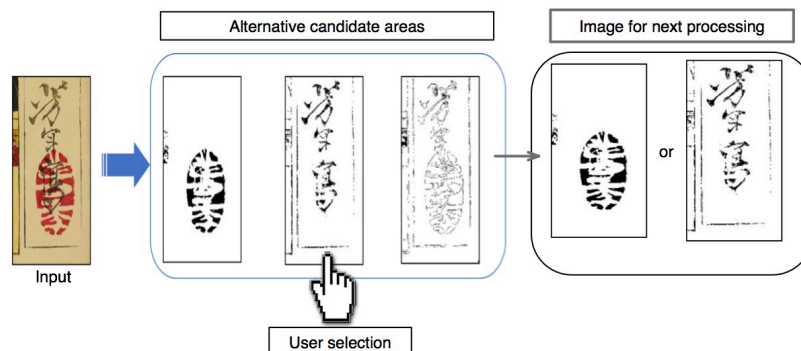 Alternative candidate areas
Image for next processing
or
Input
User selection